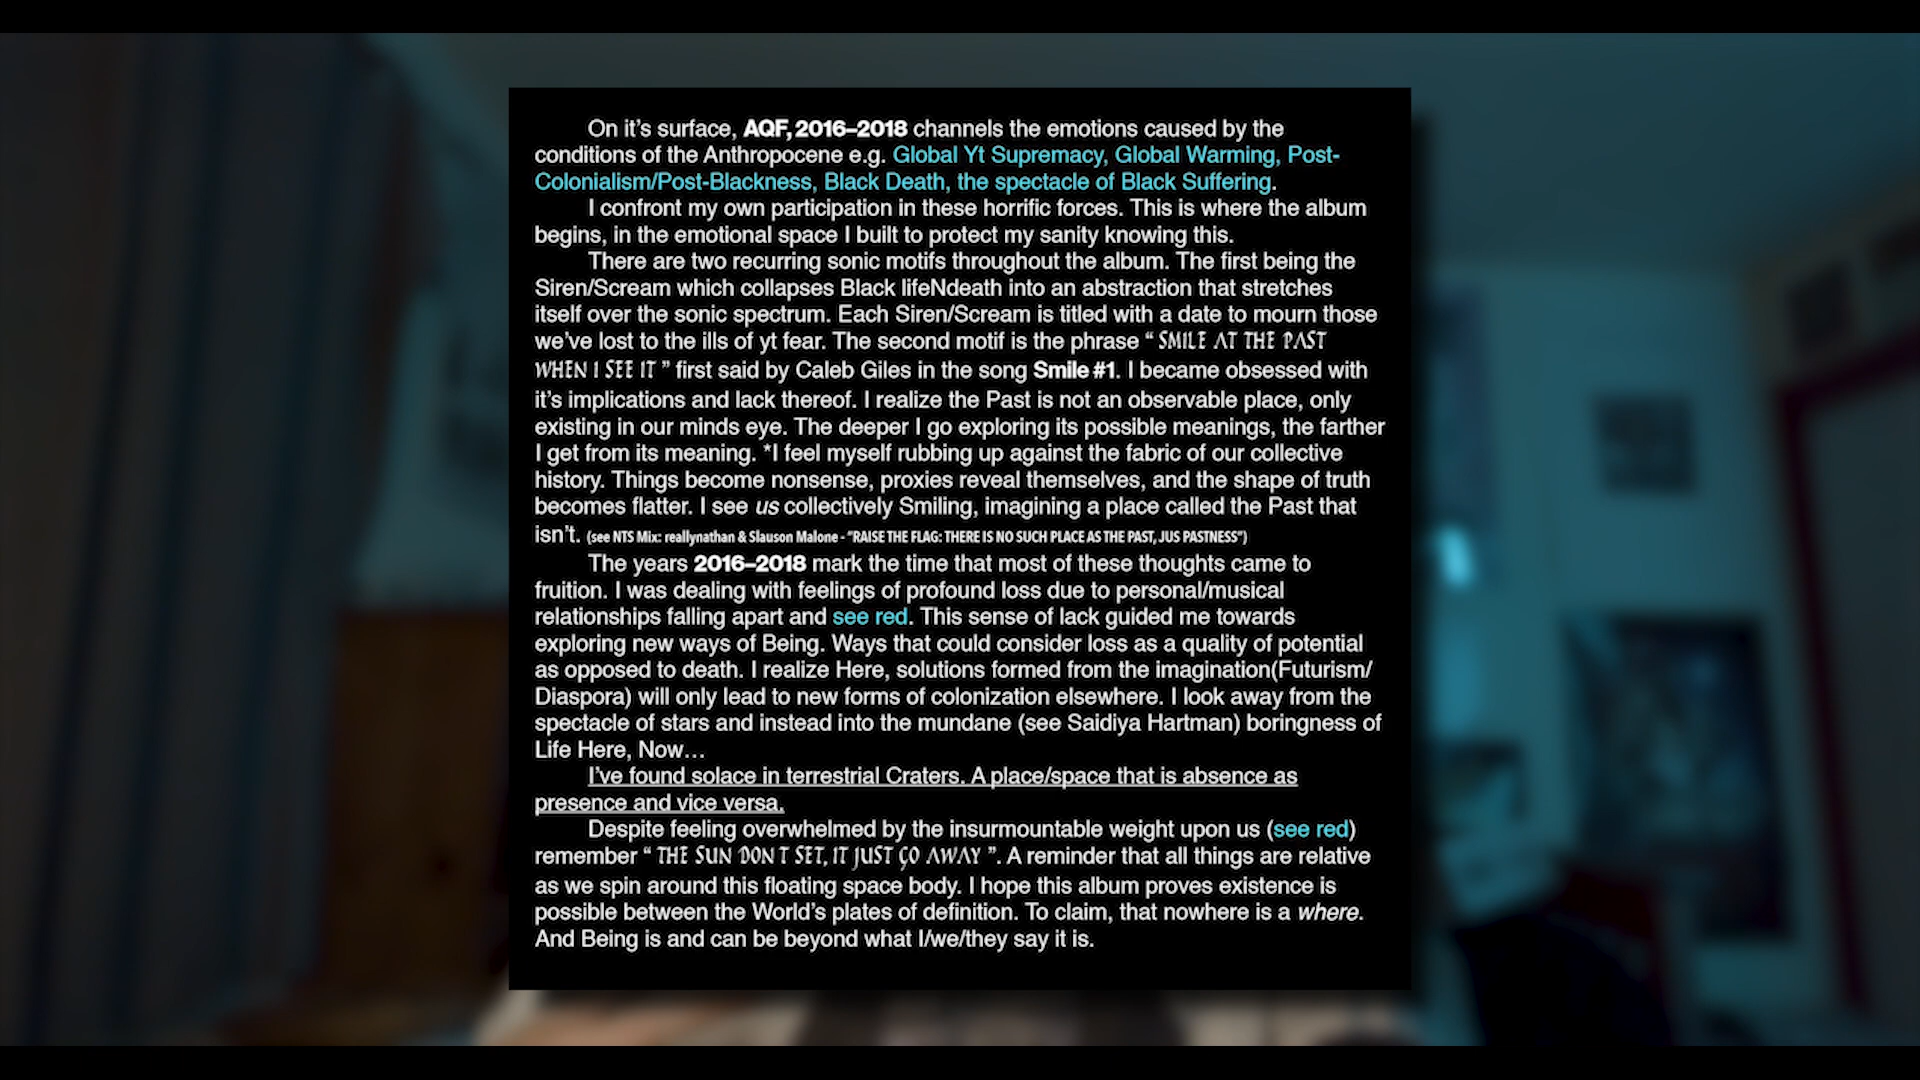 On it's surface, AQF, 2016–2018 channels the emotions caused by the
conditions of the Anthropocene e.g. Global Yt Supremacy, Global Warming, Post-
Colonialism/Post-Blackness, Black Death, the spectacle of Black Suffering.
I confront my own participation in these horrific forces. This is where the album
begins, in the emotional space I built to protect my sanity knowing this.
There are two recurring sonic motifs throughout the album. The first being the
Siren/Scream which collapses Black lifeNdeath into an abstraction that stretches
itself over the sonic spectrum. Each Siren/Scream is titled with a date to mourn those
we've lost to the ills of yt fear. The second motif is the phrase “ SMILE AT THE PAST
WHEN I SEE IT ” first said by Caleb Giles in the song Smile #1. I became obsessed with
it's implications and lack thereof. I realize the Past is not an observable place, only
existing in our minds eye. The deeper I go exploring its possible meanings, the farther
I get from its meaning. *I feel myself rubbing up against the fabric of our collective
history. Things become nonsense, proxies reveal themselves, and the shape of truth
becomes flatter. I see us collectively Smiling, imagining a place called the Past that
isn't. (see NTS Mix: reallynathan & Slauson Malone - “RAISE THE FLAG: THERE IS NO SUCH PLACE AS THE PAST, JUS PASTNESS”)
The years 2016–2018 mark the time that most of these thoughts came to
fruition. I was dealing with feelings of profound loss due to personal/musical
relationships falling apart and see red. This sense of lack guided me towards
exploring new ways of Being. Ways that could consider loss as a quality of potential
as opposed to death. I realize Here, solutions formed from the imagination(Futurism/
Diaspora) will only lead to new forms of colonization elsewhere. I look away from the
spectacle of stars and instead into the mundane (see Saidiya Hartman) boringness of
Life Here, Now…
I've found solace in terrestrial Craters. A place/space that is absence as
presence and vice versa.
Despite feeling overwhelmed by the insurmountable weight upon us (see red)
remember “ THE SUN DON T SET, IT JUST GO AWAY ”. A reminder that all things are relative
as we spin around this floating space body. I hope this album proves existence is
possible between the World's plates of definition. To claim, that nowhere is a where.
And Being is and can be beyond what I/we/they say it is.